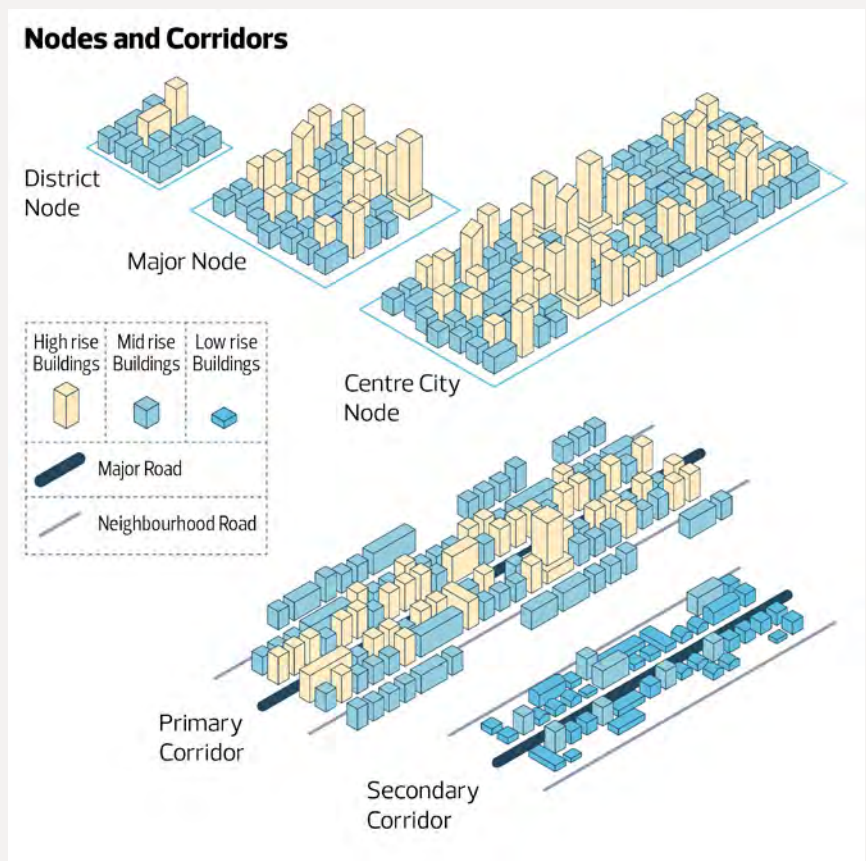 Nodes and Corridors
District
Node
Major Node
Centre City
Node
High rise
Buildings
Mid rise
Buildings
Low rise
Buildings
Major Road
Neighbourhood Road
Primary
Corridor
Secondary
Corridor